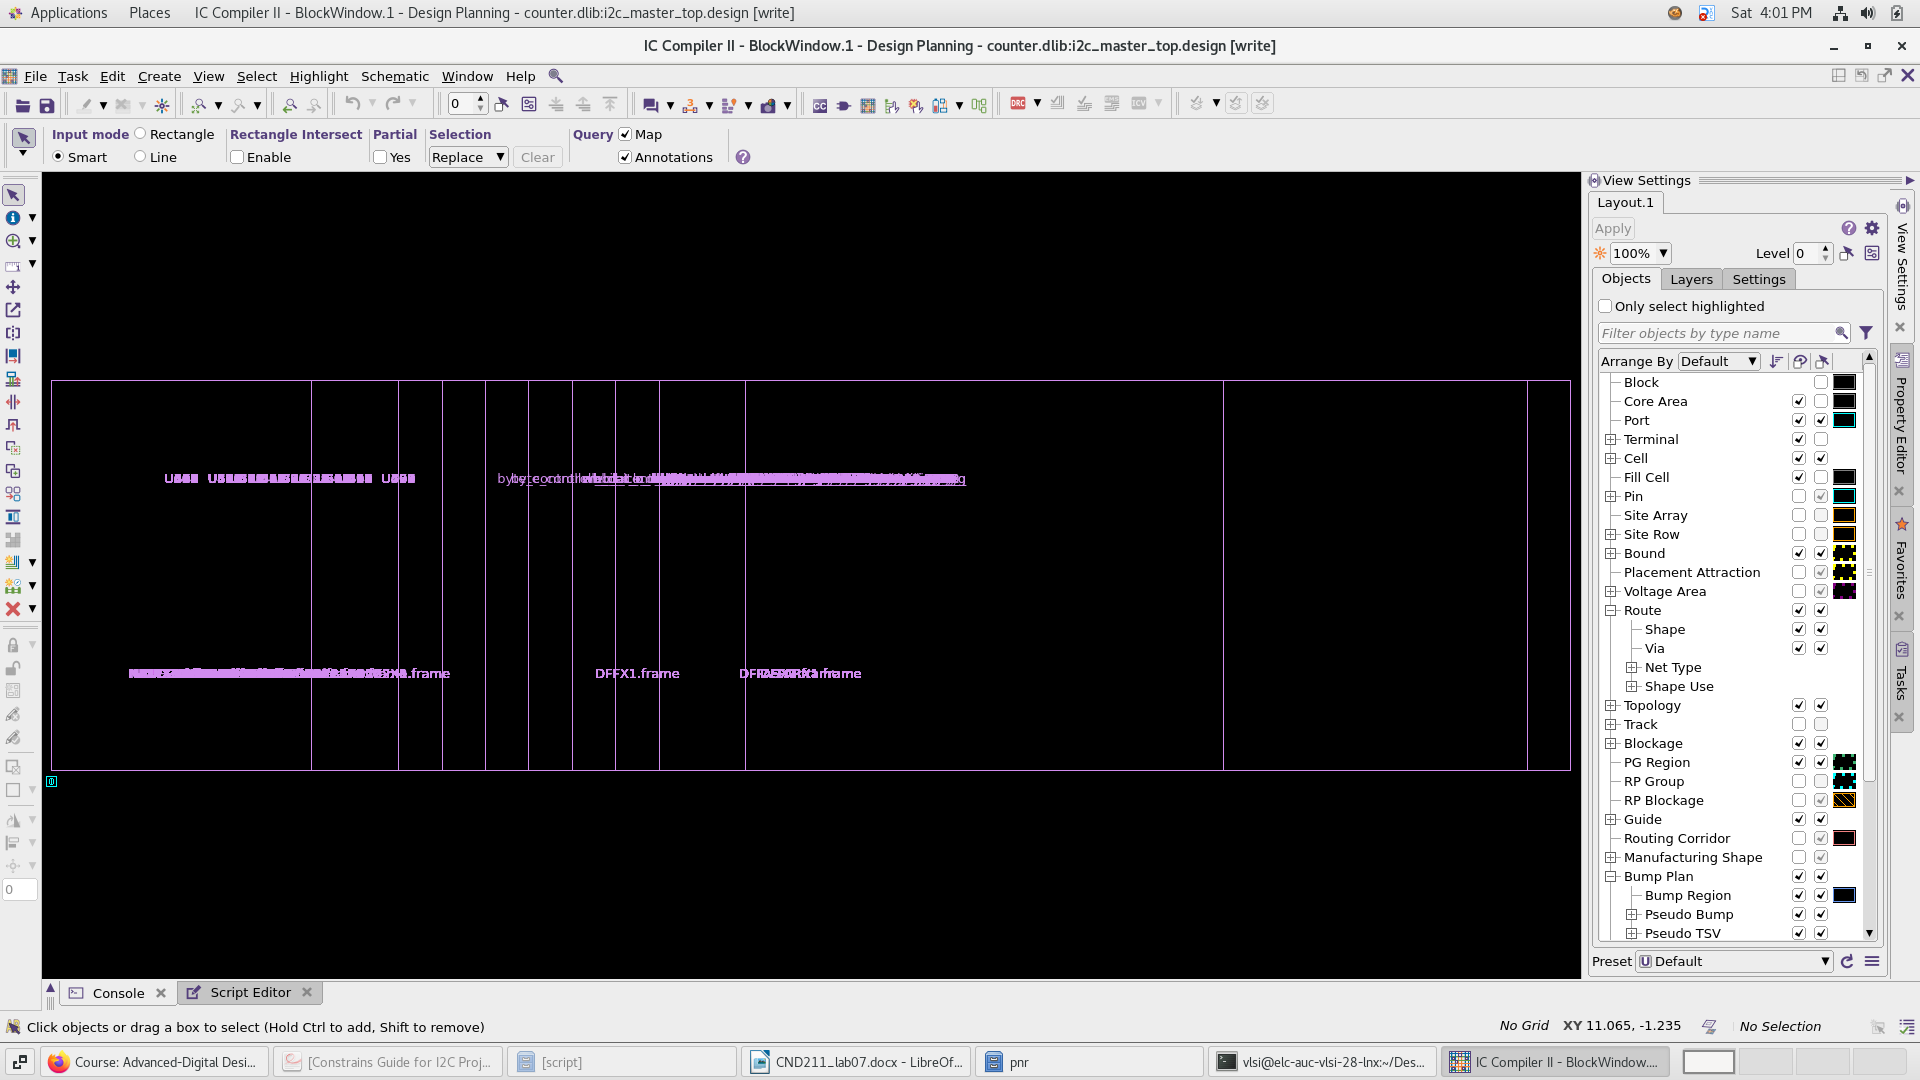 Applications Places IC Compiler II - BlockWindow.1 - Design Planning - counter.dlib:i2c_master_top.design [write] Sat 4:01 PM
IC Compiler II - BlockWindow.1 - Design Planning - counter.dlib:i2c_master_top.design [write]
File Task Edit Create View Select Highlight Schematic Window Help
0 DRC
Input mode Rectangle Rectangle Intersect Partial Selection Query Map
Smart Line Enable Yes Replace Clear Annotations
View Settings
Layout.1
Apply
100% Level 0
Objects Layers Settings
Only select highlighted
Filter objects by type name
Arrange By Default
Block
Core Area
Port
Terminal
Cell
Fill Cell
Pin
Site Array
Site Row
Bound
Placement Attraction
Voltage Area
Route
Shape
Via
Net Type
Shape Use
Topology
Track
Blockage
PG Region
RP Group
RP Blockage
Guide
Routing Corridor
Manufacturing Shape
Bump Plan
Bump Region
Pseudo Bump
Pseudo TSV
Preset Default
View Settings
Property Editor
Favorites
Tasks
DFFX1.frame
0
Console Script Editor
Click objects or drag a box to select (Hold Ctrl to add, Shift to remove) No Grid XY 11.065, -1.235 No Selection
Course: Advanced-Digital Desi... [Constrains Guide for I2C Proj... [script] CND211_lab07.docx - LibreOf... pnr vlsi@elc-auc-vlsi-28-lnx:~/Des... IC Compiler II - BlockWindow....